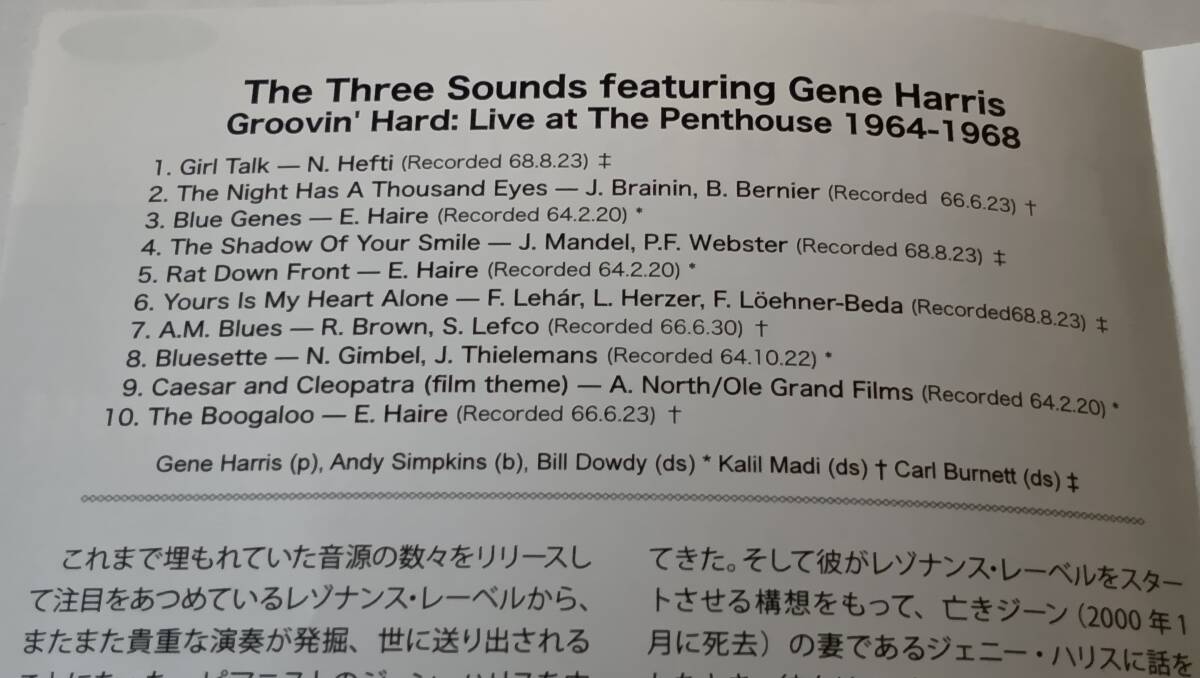 The Three Sounds featuring Gene Harris
Groovin' Hard: Live at The Penthouse 1964-1968
1. Girl Talk — N. Hefti (Recorded 68.8.23) ‡
2. The Night Has A Thousand Eyes — J. Brainin, B. Bernier (Recorded 66.6.23) †
3. Blue Genes — E. Haire (Recorded 64.2.20) *
4. The Shadow Of Your Smile — J. Mandel, P.F. Webster (Recorded 68.8.23) ‡
5. Rat Down Front — E. Haire (Recorded 64.2.20) *
6. Yours Is My Heart Alone — F. Lehár, L. Herzer, F. Löehner-Beda (Recorded68.8.23) ‡
7. A.M. Blues — R. Brown, S. Lefco (Recorded 66.6.30) †
8. Bluesette — N. Gimbel, J. Thielemans (Recorded 64.10.22) *
9. Caesar and Cleopatra (film theme) — A. North/Ole Grand Films (Recorded 64.2.20) *
10. The Boogaloo — E. Haire (Recorded 66.6.23) †
Gene Harris (p), Andy Simpkins (b), Bill Dowdy (ds) * Kalil Madi (ds) † Carl Burnett (ds) ‡
これまで埋もれていた音源の数々をリリースし
て注目をあつめているレゾナンス・レーベルから、
またまた貴重な演奏が発掘、世に送り出される
てきた。そして彼がレゾナンス・レーベルをスター
トさせる構想をもって、亡きジーン（2000年1
月に死去）の妻であるジェニー・ハリスに話を